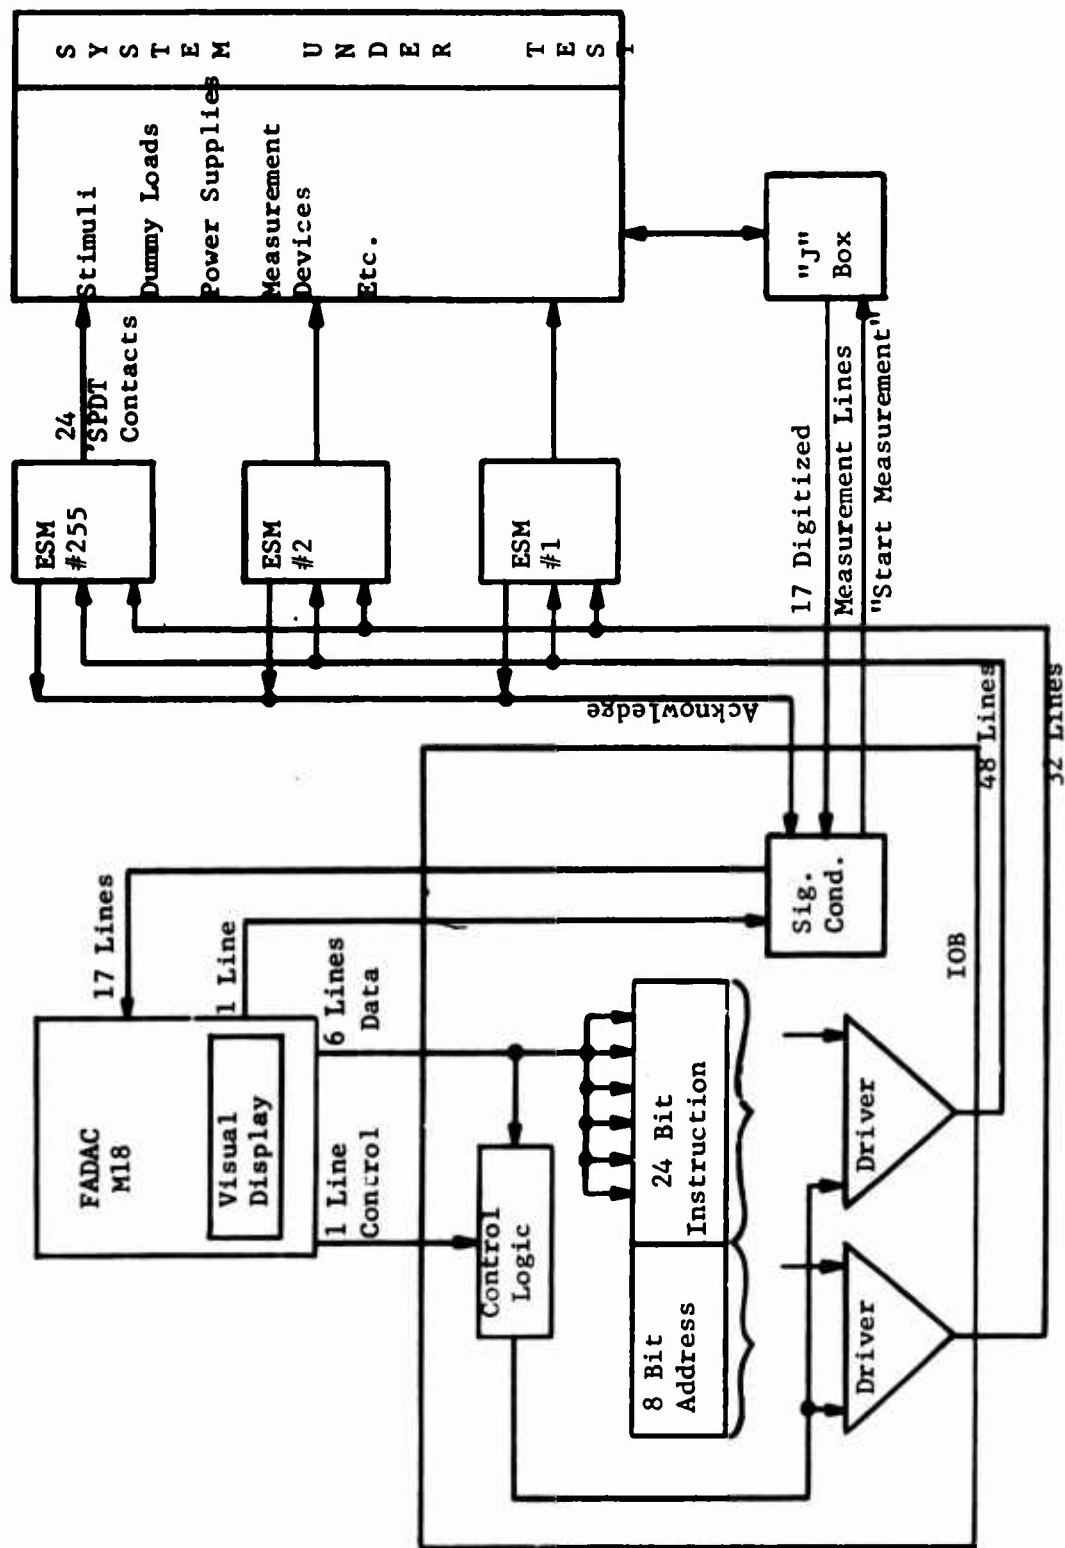 FADAC
M18
Visual
Display
17 Lines
1 Line
6 Lines
Data
1 Line
Control
Control
Logic
8 Bit
Address
24 Bit
Instruction
Driver
Driver
Sig.
Cond.
IOB
48 Lines
32 Lines
Acknowledge
ESM
#255
ESM
#2
ESM
#1
24
'SPDT
Contacts
17 Digitized
Measurement Lines
"Start Measurement"
"J"
Box
Stimuli
Dummy Loads
Power Supplies
Measurement
Devices
Etc.
SYSTEM UNDER TEST